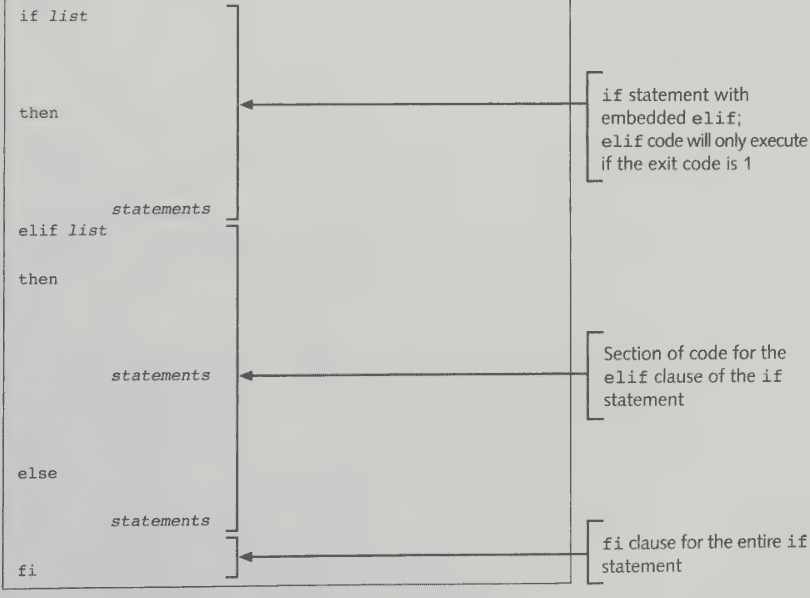 if list
then
statements
elif list
then
statements
else
statements
fi
if statement with
embedded elif;
elif code will only execute
if the exit code is 1
Section of code for the
elif clause of the if
statement
fi clause for the entire if
statement